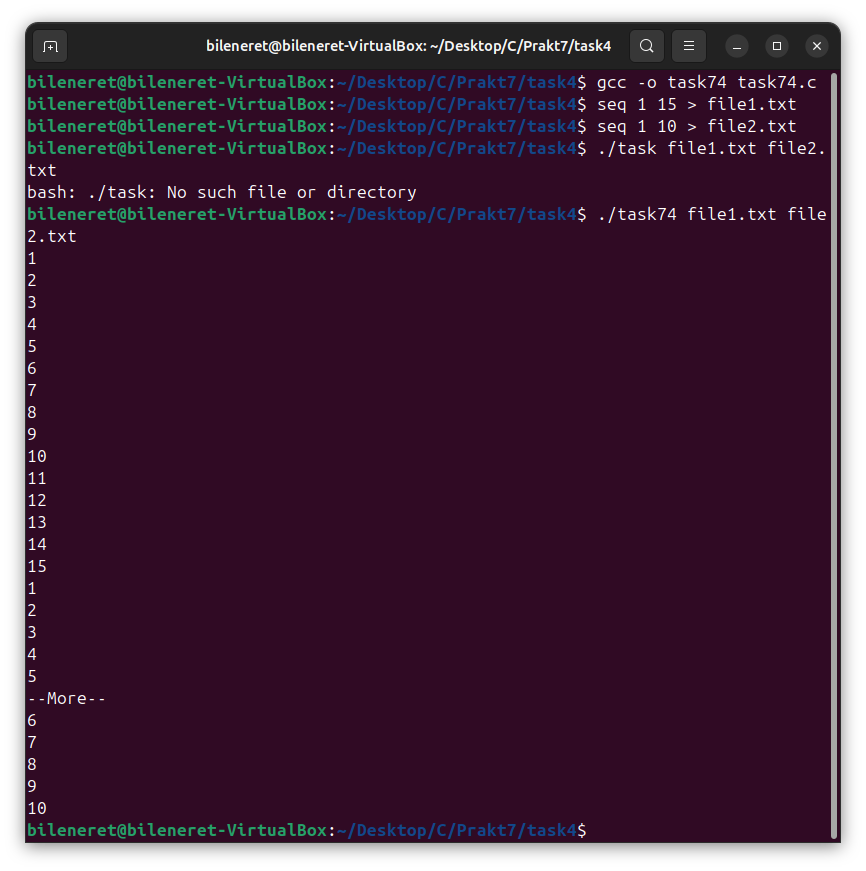 bileneret@bileneret-VirtualBox: ~/Desktop/C/Prakt7/task4
bileneret@bileneret-VirtualBox:~/Desktop/C/Prakt7/task4$ gcc -o task74 task74.c
bileneret@bileneret-VirtualBox:~/Desktop/C/Prakt7/task4$ seq 1 15 > file1.txt
bileneret@bileneret-VirtualBox:~/Desktop/C/Prakt7/task4$ seq 1 10 > file2.txt
bileneret@bileneret-VirtualBox:~/Desktop/C/Prakt7/task4$ ./task file1.txt file2.
txt
bash: ./task: No such file or directory
bileneret@bileneret-VirtualBox:~/Desktop/C/Prakt7/task4$ ./task74 file1.txt file
2.txt
1
2
3
4
5
6
7
8
9
10
11
12
13
14
15
1
2
3
4
5
--More--
6
7
8
9
10
bileneret@bileneret-VirtualBox:~/Desktop/C/Prakt7/task4$